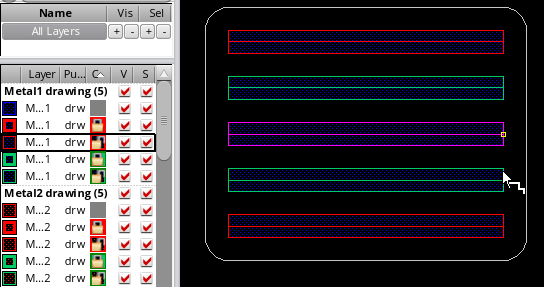 Name Vis Sel
All Layers + - + -
Layer Pu... C V S
Metal1 drawing (5)
M...1 drw
M...1 drw
M...1 drw
M...1 drw
M...1 drw
Metal2 drawing (5)
M...2 drw
M...2 drw
M...2 drw
M...2 drw
M...2 drw